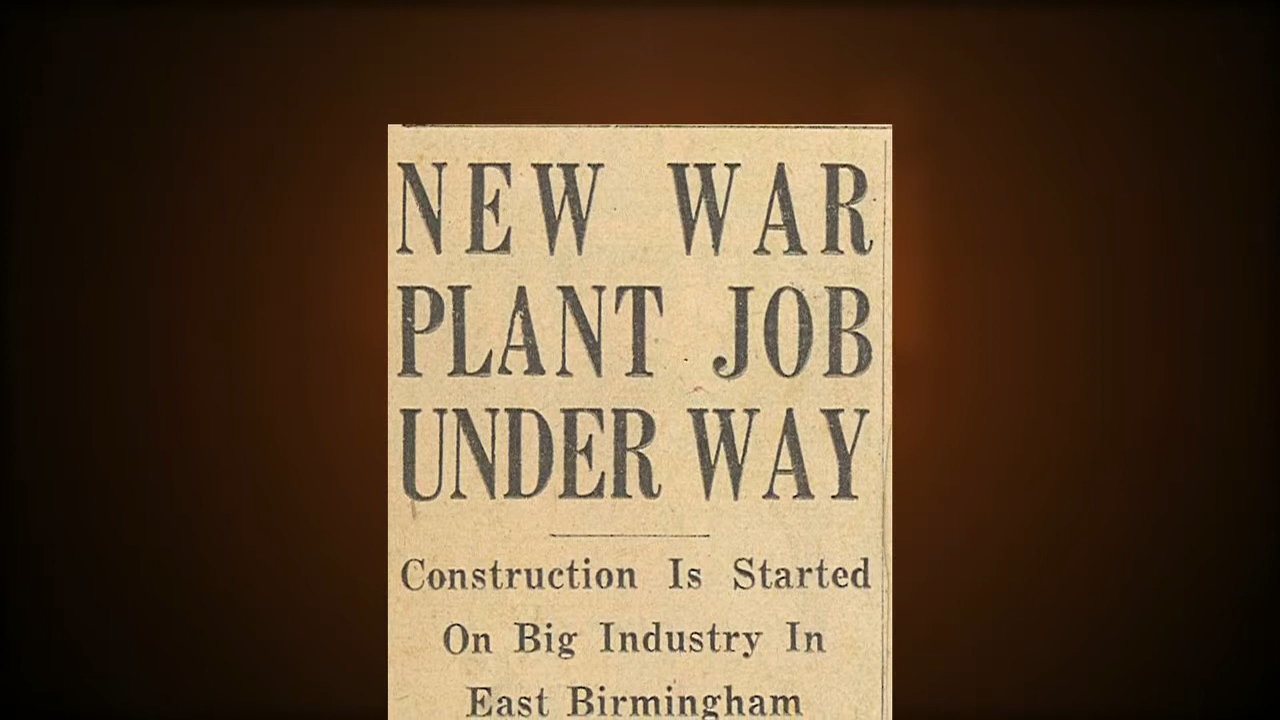 NEW WAR
PLANT JOB
UNDER WAY
Construction Is Started
On Big Industry In
East Birmingham